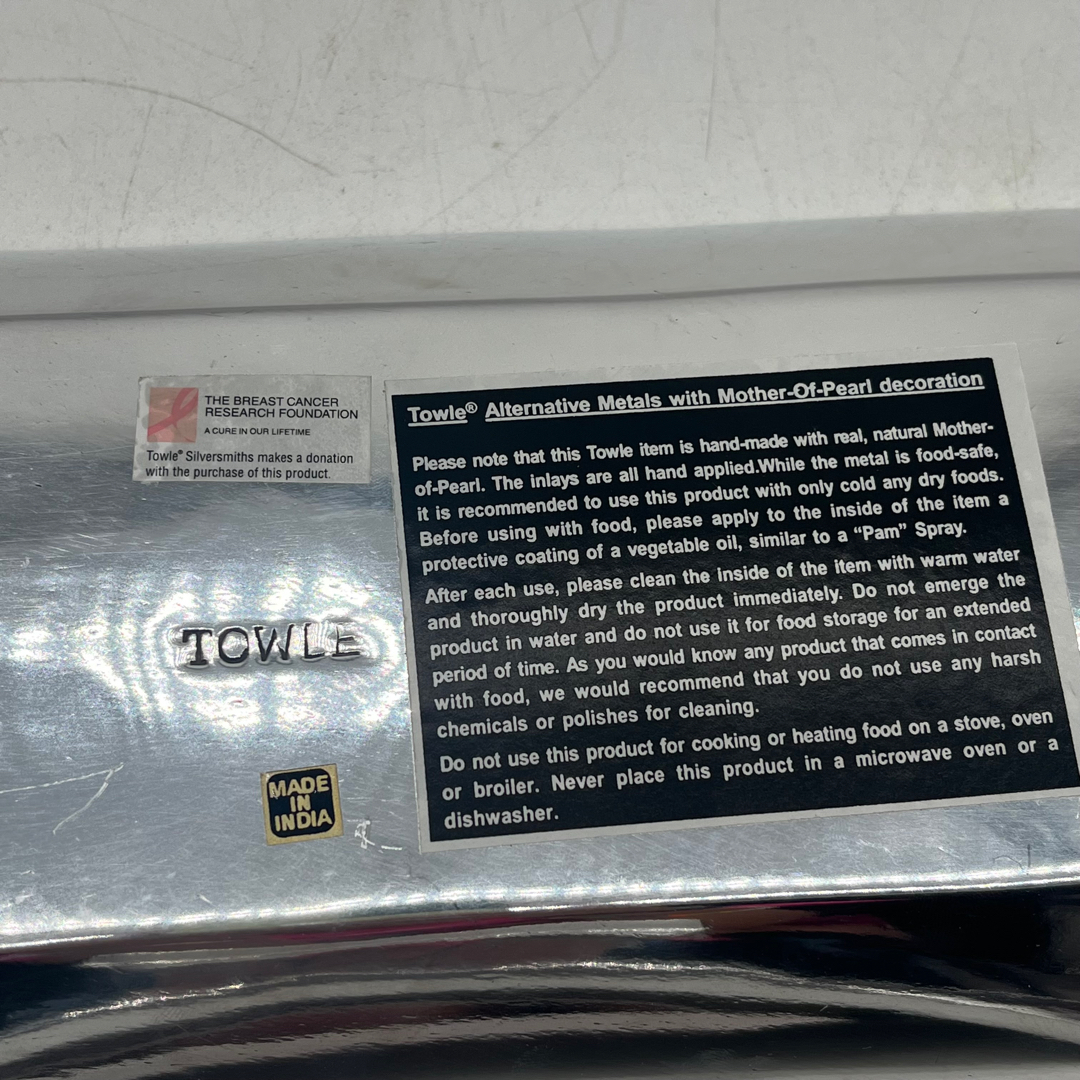 THE BREAST CANCER
RESEARCH FOUNDATION
A CURE IN OUR LIFETIME
Towle® Silversmiths makes a donation
with the purchase of this product.
TOWLE
MADE
IN
INDIA
Towle® Alternative Metals with Mother-Of-Pearl decoration
Please note that this Towle item is hand-made with real, natural Mother-
of-Pearl. The inlays are all hand applied.While the metal is food-safe,
it is recommended to use this product with only cold any dry foods.
Before using with food, please apply to the inside of the item a
protective coating of a vegetable oil, similar to a “Pam” Spray.
After each use, please clean the inside of the item with warm water
and thoroughly dry the product immediately. Do not emerge the
product in water and do not use it for food storage for an extended
period of time. As you would know any product that comes in contact
with food, we would recommend that you do not use any harsh
chemicals or polishes for cleaning.
Do not use this product for cooking or heating food on a stove, oven
or broiler. Never place this product in a microwave oven or a
dishwasher.